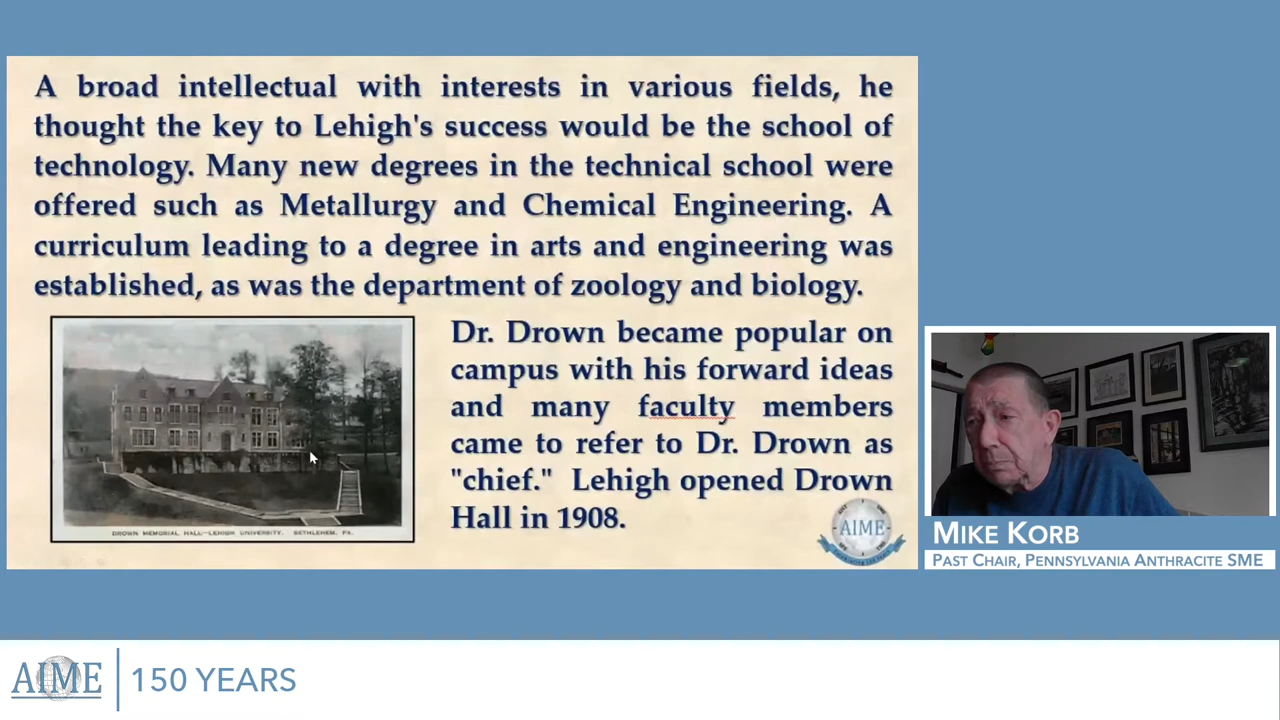 A broad intellectual with interests in various fields, he
thought the key to Lehigh's success would be the school of
technology. Many new degrees in the technical school were
offered such as Metallurgy and Chemical Engineering. A
curriculum leading to a degree in arts and engineering was
established, as was the department of zoology and biology.
Dr. Drown became popular on
campus with his forward ideas
and many faculty members
came to refer to Dr. Drown as
"chief." Lehigh opened Drown
Hall in 1908.
DROWN MEMORIAL HALL—LEHIGH UNIVERSITY. BETHLEHEM, PA.
AIME
MIKE KORB
PAST CHAIR, PENNSYLVANIA ANTHRACITE SME
AIME
150 YEARS